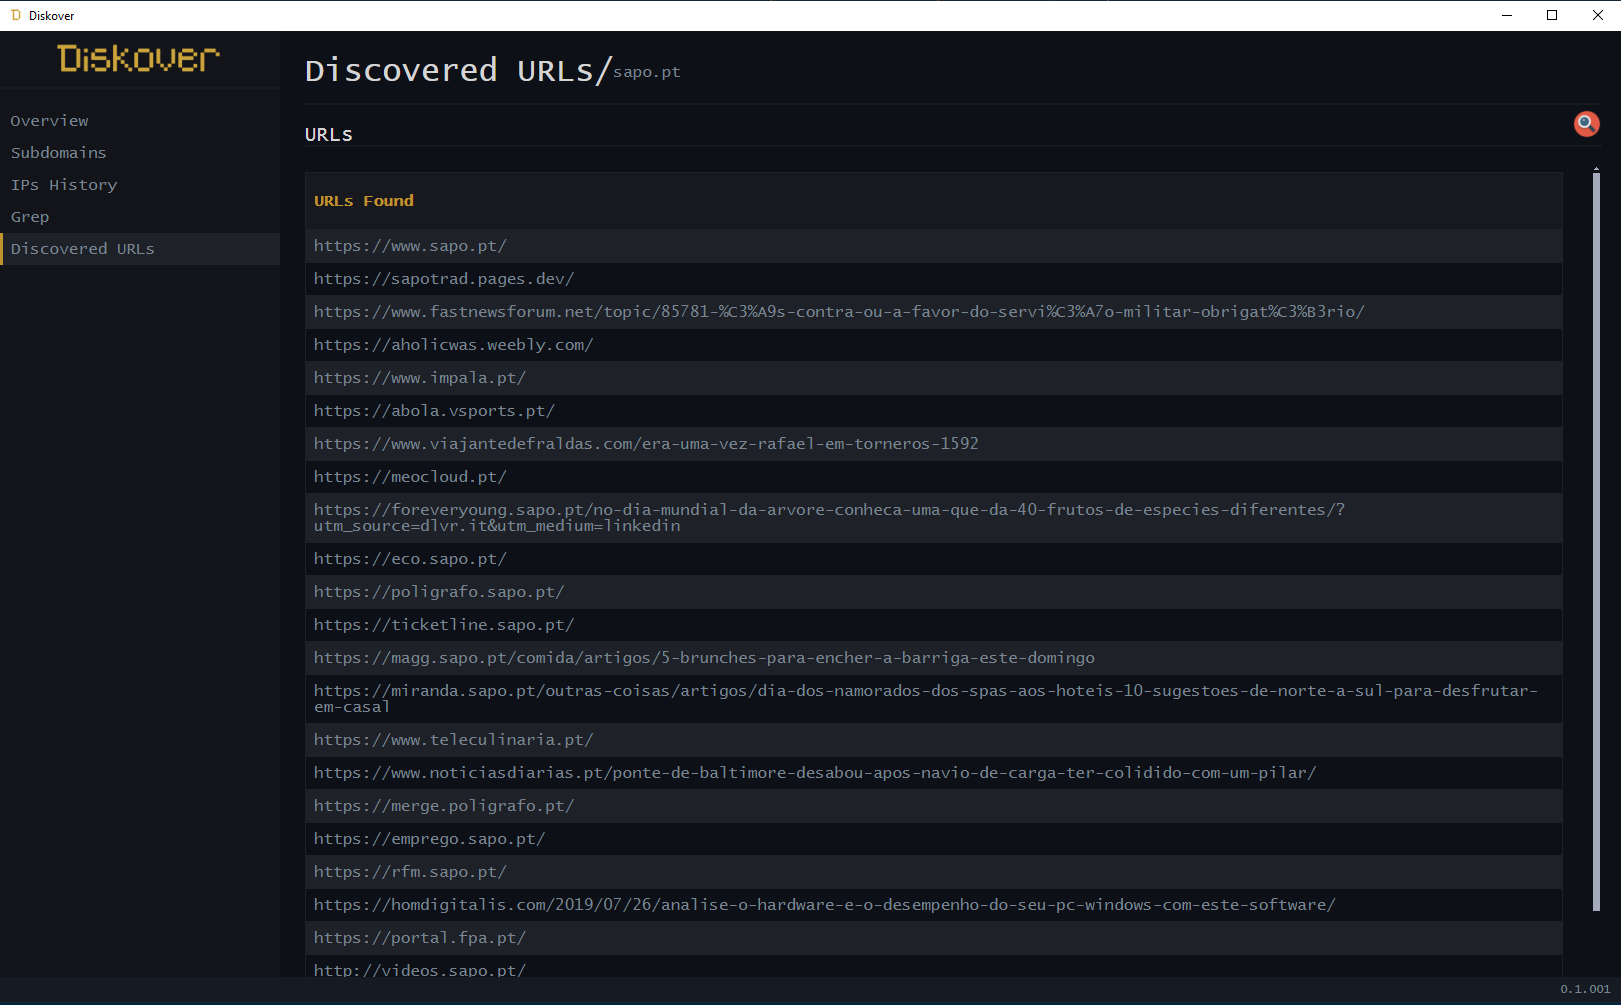 Diskover
Diskover
Overview
Subdomains
IPs History
Grep
Discovered URLs
Discovered URLs/sapo.pt
URLs
URLs Found
https://www.sapo.pt/
https://sapotrad.pages.dev/
https://www.fastnewsforum.net/topic/85781-%C3%A9s-contra-ou-a-favor-do-servi%C3%A7o-militar-obrigat%C3%B3rio/
https://aholicwas.weebly.com/
https://www.impala.pt/
https://abola.vsports.pt/
https://www.viajantedefraldas.com/era-uma-vez-rafael-em-torneros-1592
https://meocloud.pt/
https://foreveryoung.sapo.pt/no-dia-mundial-da-arvore-conheca-uma-que-da-40-frutos-de-especies-diferentes/?
utm_source=dlvr.it&utm_medium=linkedin
https://eco.sapo.pt/
https://poligrafo.sapo.pt/
https://ticketline.sapo.pt/
https://magg.sapo.pt/comida/artigos/5-brunches-para-encher-a-barriga-este-domingo
https://miranda.sapo.pt/outras-coisas/artigos/dia-dos-namorados-dos-spas-aos-hoteis-10-sugestoes-de-norte-a-sul-para-desfrutar-
em-casal
https://www.teleculinaria.pt/
https://www.noticiasdiarias.pt/ponte-de-baltimore-desabou-apos-navio-de-carga-ter-colidido-com-um-pilar/
https://merge.poligrafo.pt/
https://emprego.sapo.pt/
https://rfm.sapo.pt/
https://homdigitalis.com/2019/07/26/analise-o-hardware-e-o-desempenho-do-seu-pc-windows-com-este-software/
https://portal.fpa.pt/
http://videos.sapo.pt/
0.1.001